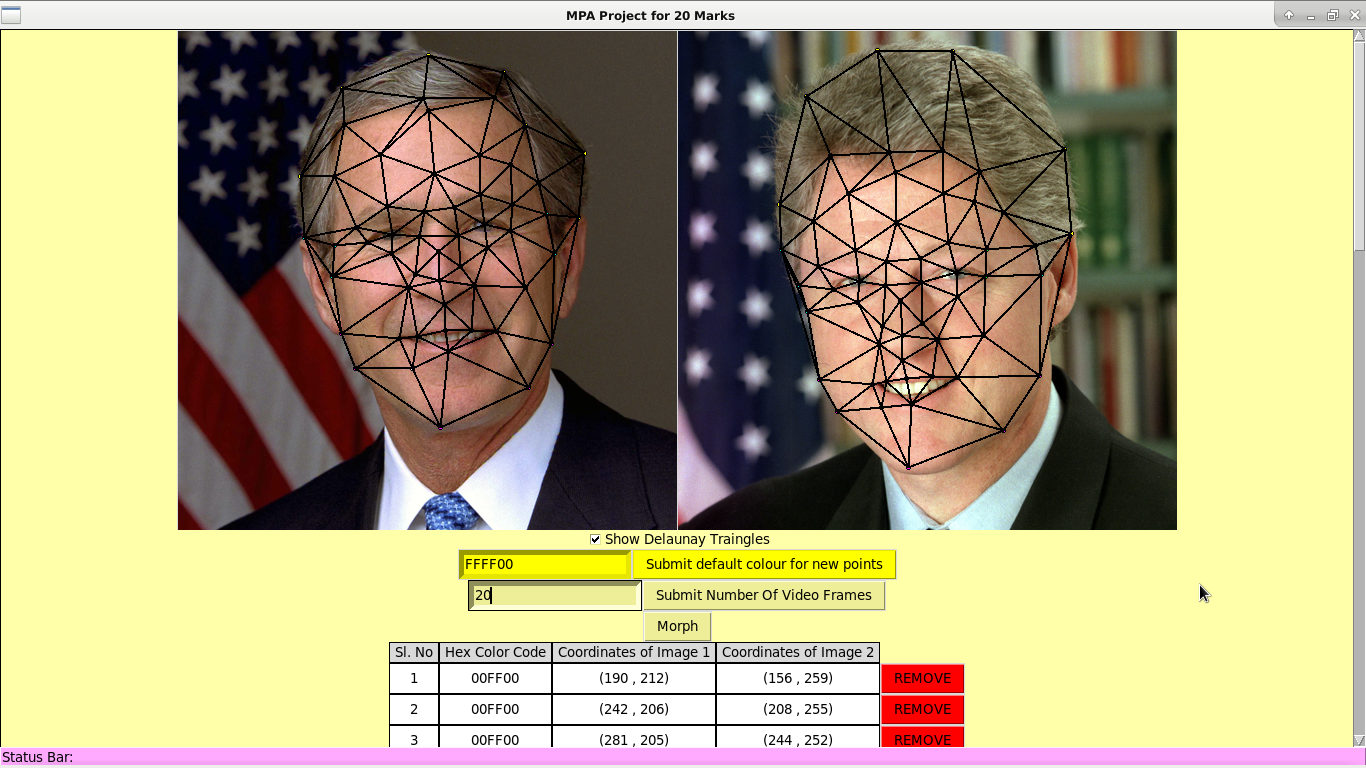 MPA Project for 20 Marks
Show Delaunay Traingles
FFFF00 Submit default colour for new points
20 Submit Number Of Video Frames
Morph
Sl. No Hex Color Code Coordinates of Image 1 Coordinates of Image 2
1 00FF00 (190 , 212) (156 , 259) REMOVE
2 00FF00 (242 , 206) (208 , 255) REMOVE
3 00FF00 (281 , 205) (244 , 252) REMOVE
Status Bar: